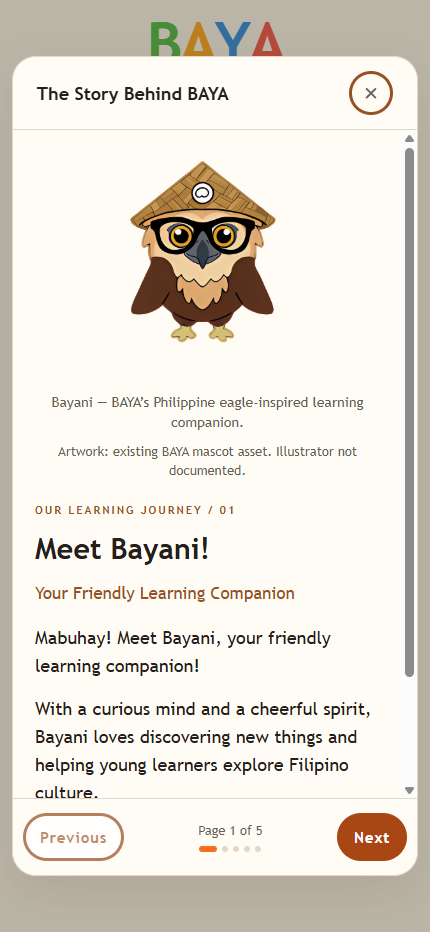 BAYA
The Story Behind BAYA
Bayani — BAYA's Philippine eagle-inspired learning
companion.
Artwork: existing BAYA mascot asset. Illustrator not
documented.
OUR LEARNING JOURNEY / 01
Meet Bayani!
Your Friendly Learning Companion
Mabuhay! Meet Bayani, your friendly
learning companion!
With a curious mind and a cheerful spirit,
Bayani loves discovering new things and
helping young learners explore Filipino
culture.
Previous
Page 1 of 5
Next